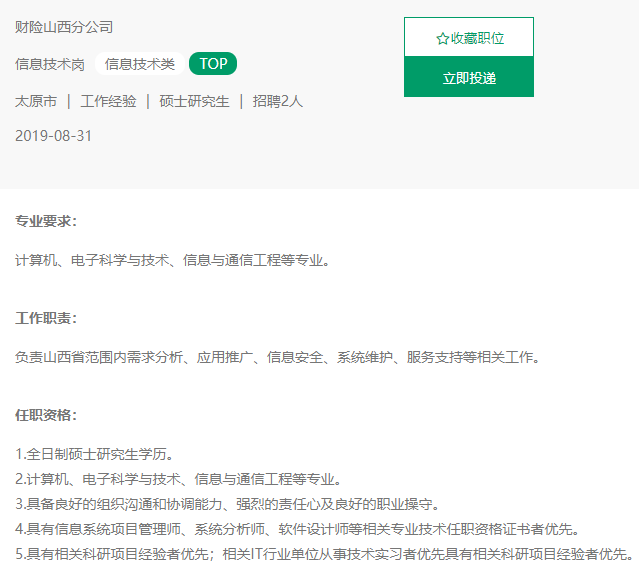 财险山西分公司
☆收藏职位
信息技术岗 信息技术类 TOP
立即投递
太原市 | 工作经验 | 硕士研究生 | 招聘2人
2019-08-31
专业要求：
计算机、电子科学与技术、信息与通信工程等专业。
工作职责：
负责山西省范围内需求分析、应用推广、信息安全、系统维护、服务支持等相关工作。
任职资格：
1.全日制硕士研究生学历。
2.计算机、电子科学与技术、信息与通信工程等专业。
3.具备良好的组织沟通和协调能力、强烈的责任心及良好的职业操守。
4.具有信息系统项目管理师、系统分析师、软件设计师等相关专业技术任职资格证书者优先。
5.具有相关科研项目经验者优先；相关IT行业单位从事技术实习者优先具有相关科研项目经验者优先。